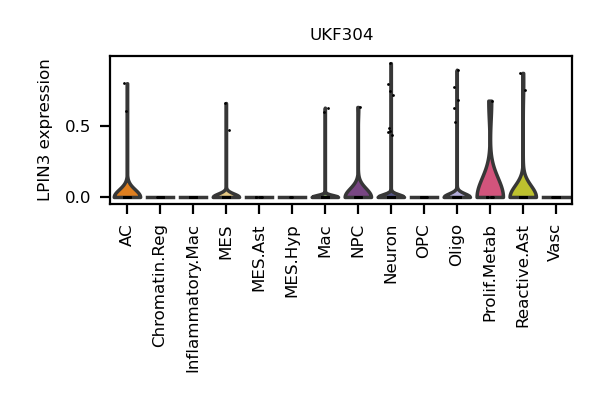 UKF304
LPIN3 expression
0.5
0.0
AC
Chromatin.Reg
Inflammatory.Mac
MES
MES.Ast
MES.Hyp
Mac
NPC
Neuron
OPC
Oligo
Prolif.Metab
Reactive.Ast
Vasc